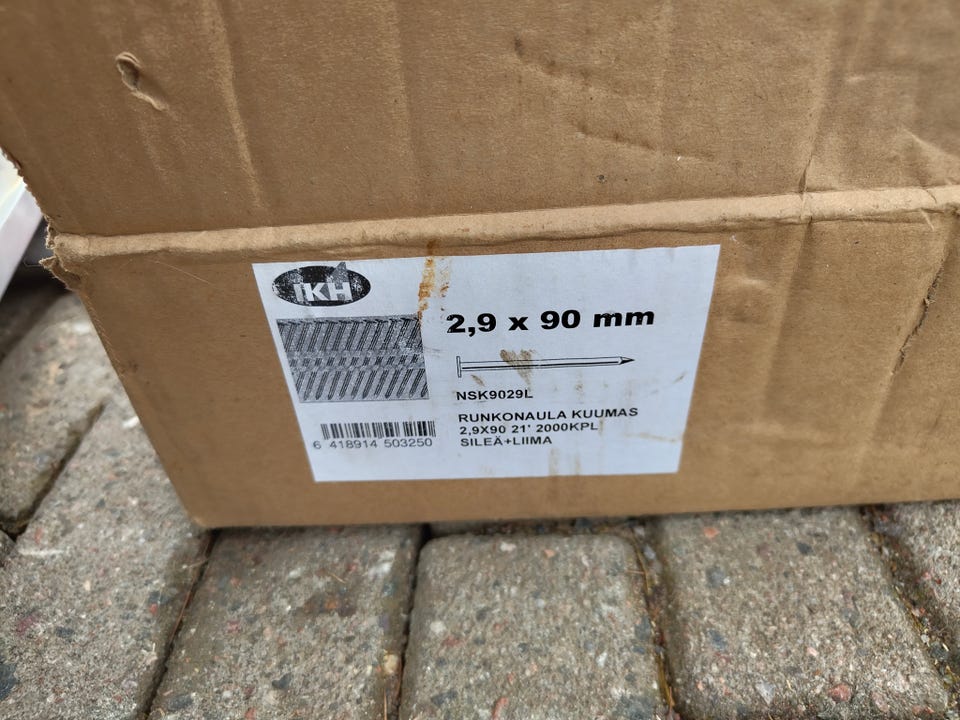 IKH
2,9 x 90 mm
NSK9029L
RUNKONAULA KUUMAS
2,9X90 21' 2000KPL
SILEÄ+LIIMA
6 418914 503250